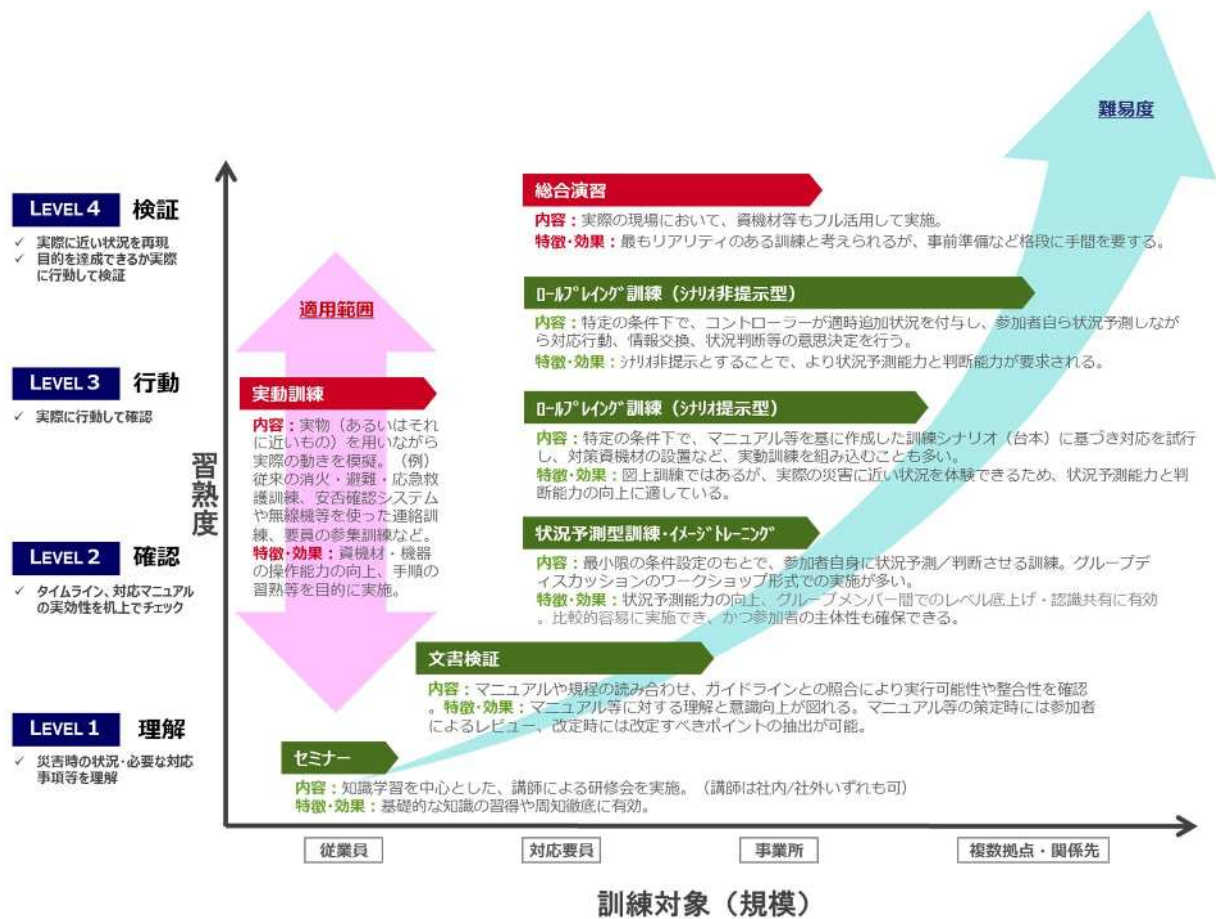 難易度
LEVEL 4 検証
✓ 実際に近い状況を再現
✓ 目的を達成できるか実際
に行動して検証
総合演習
内容：実際の現場において、資機材等もフル活用して実施。
特徴・効果：最もリアリティのある訓練と考えられるが、事前準備など格段に手間を要する。
適用範囲
ﾛｰﾙﾌﾟﾚｲﾝｸﾞ訓練（ｼﾅﾘｵ非提示型）
内容：特定の条件下で、コントローラーが適時追加状況を付与し、参加者自ら状況予測しなが
ら対応行動、情報交換、状況判断等の意思決定を行う。
特徴・効果：ｼﾅﾘｵ非提示とすることで、より状況予測能力と判断能力が要求される。
LEVEL 3 行動
✓ 実際に行動して確認
実動訓練
内容：実物（あるいはそれ
に近いもの）を用いながら
実際の動きを模擬。（例）
従来の消火・避難・応急救
護訓練、安否確認システム
や無線機等を使った連絡訓
練、要員の参集訓練など。
特徴・効果：資機材・機器
の操作能力の向上、手順の
習熟等を目的に実施。
ﾛｰﾙﾌﾟﾚｲﾝｸﾞ訓練（ｼﾅﾘｵ提示型）
内容：特定の条件下で、マニュアル等を基に作成した訓練シナリオ（台本）に基づき対応を試行
し、対策資機材の設置など、実動訓練を組み込むことも多い。
特徴・効果：図上訓練ではあるが、実際の災害に近い状況を体験できるため、状況予測能力と判
断能力の向上に適している。
習熟度
LEVEL 2 確認
✓ タイムライン、対応マニュアル
の実効性を机上でチェック
状況予測型訓練・ｲﾒｰｼﾞﾄﾚｰﾆﾝｸﾞ
内容：最小限の条件設定のもとで、参加者自身に状況予測／判断させる訓練。グループデ
ィスカッションのワークショップ形式での実施が多い。
特徴・効果：状況予測能力の向上、グループメンバー間でのレベル底上げ・認識共有に有効
。比較的容易に実施でき、かつ参加者の主体性も確保できる。
文書検証
内容：マニュアルや規程の読み合わせ、ガイドラインとの照合により実行可能性や整合性を確認
。特徴・効果：マニュアル等に対する理解と意識向上が図れる。マニュアル等の策定時には参加者
によるレビュー、改定時には改定すべきポイントの抽出が可能。
LEVEL 1 理解
✓ 災害時の状況・必要な対応
事項等を理解
セミナー
内容：知識学習を中心とした、講師による研修会を実施。（講師は社内/社外いずれも可）
特徴・効果：基礎的な知識の習得や周知徹底に有効。
従業員
対応要員
事業所
複数拠点・関係先
訓練対象（規模）